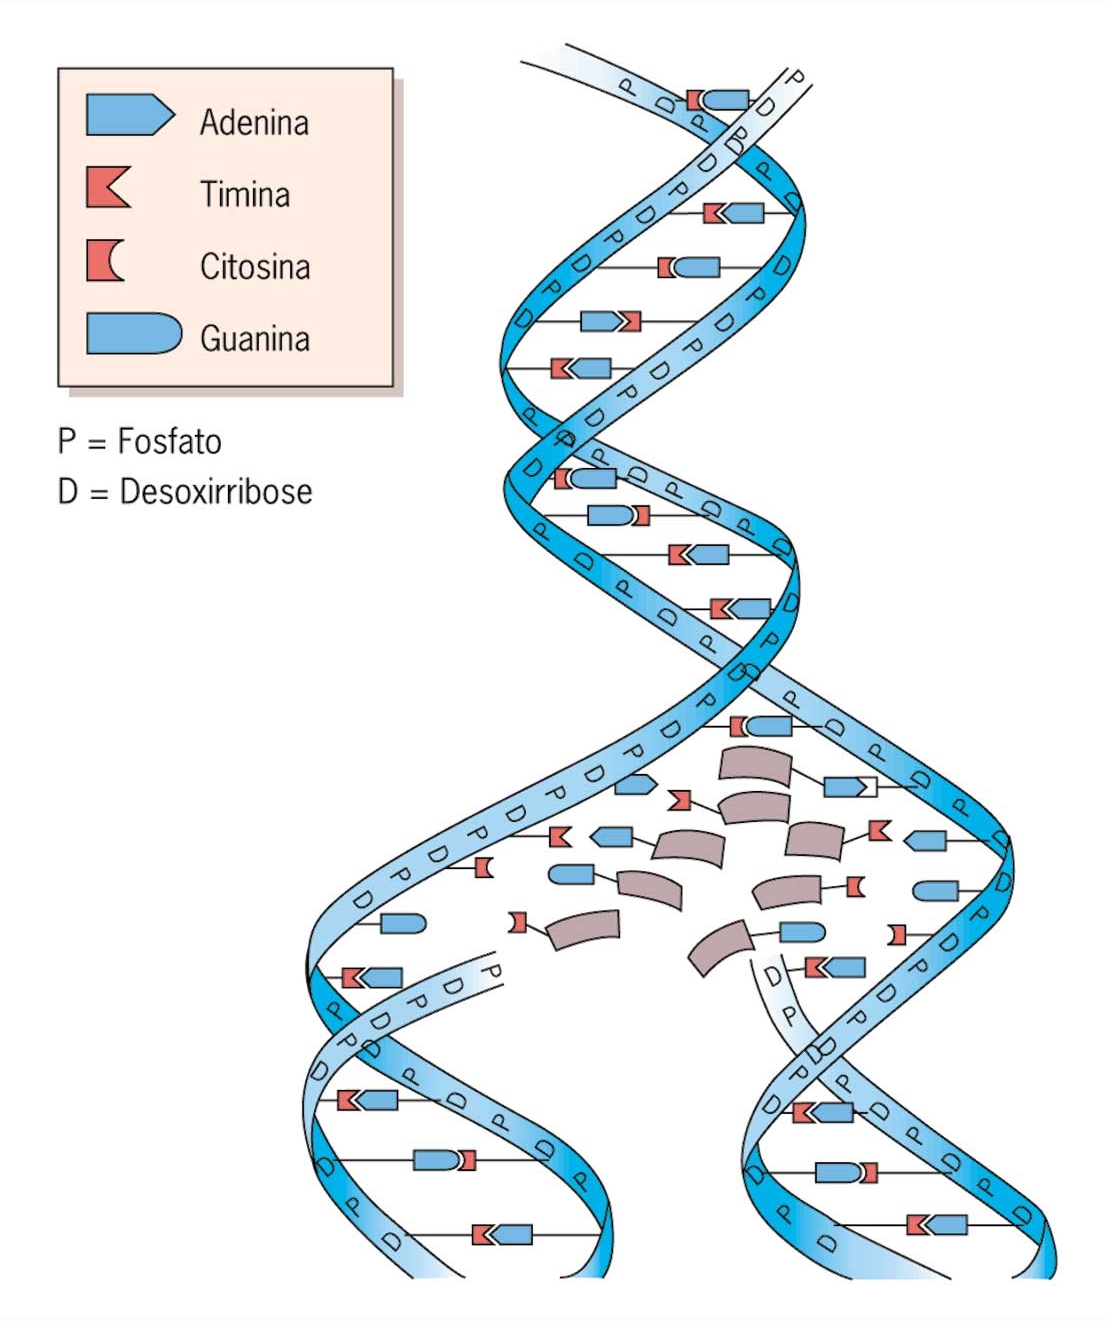 Adenina
Timina
Citosina
Guanina
P = Fosfato
D = Desoxirribose